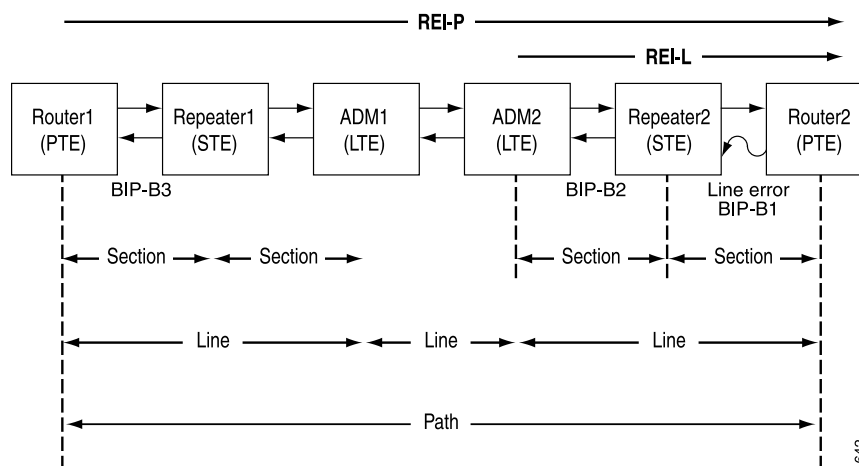 REI-P
REI-L
Router1
(PTE)
Repeater1
(STE)
ADM1
(LTE)
ADM2
(LTE)
Repeater2
(STE)
Router2
(PTE)
BIP-B3
BIP-B2
Line error
BIP-B1
Section
Section
Section
Section
Line
Line
Line
Path